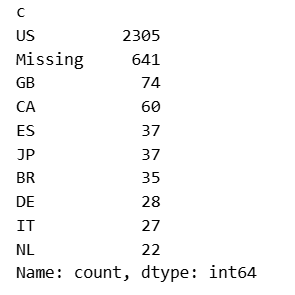 c
US 2305
Missing 641
GB 74
CA 60
ES 37
JP 37
BR 35
DE 28
IT 27
NL 22
Name: count, dtype: int64